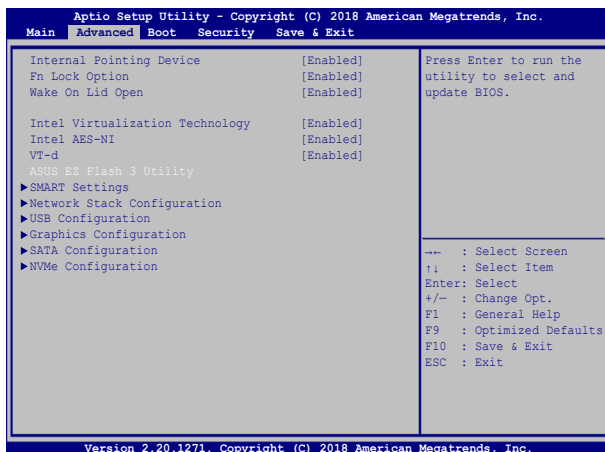 Aptio Setup Utility - Copyright (C) 2018 American Megatrends, Inc.
Main Advanced Boot Security Save & Exit
Internal Pointing Device [Enabled]
Fn Lock Option [Enabled]
Wake On Lid Open [Enabled]
Intel Virtualization Technology [Enabled]
Intel AES-NI [Enabled]
VT-d [Enabled]
ASUS EZ Flash 3 Utility
▶SMART Settings
▶Network Stack Configuration
▶USB Configuration
▶Graphics Configuration
▶SATA Configuration
▶NVMe Configuration
Press Enter to run the
utility to select and
update BIOS.
→← : Select Screen
↑↓ : Select Item
Enter: Select
+/— : Change Opt.
F1 : General Help
F9 : Optimized Defaults
F10 : Save & Exit
ESC : Exit
Version 2.20.1271. Copyright (C) 2018 American Megatrends, Inc.